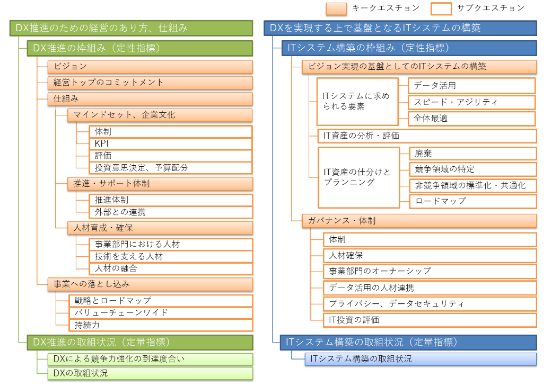 キークエスチョン
サブクエスチョン
DX推進のための経営のあり方、仕組み
DX推進の枠組み（定性指標）
ビジョン
経営トップのコミットメント
仕組み
マインドセット、企業文化
体制
KPI
評価
投資意思決定、予算配分
推進・サポート体制
推進体制
外部との連携
人材育成・確保
事業部門における人材
技術を支える人材
人材の融合
事業への落とし込み
戦略とロードマップ
バリューチェーンワイド
持続力
DX推進の取組状況（定量指標）
DXによる競争力強化の到達度合い
DXの取組状況
DXを実現する上で基盤となるITシステムの構築
ITシステム構築の枠組み（定性指標）
ビジョン実現の基盤としてのITシステムの構築
ITシステムに求め
られる要素
データ活用
スピード・アジリティ
全体最適
IT資産の分析・評価
IT資産の仕分けと
プランニング
廃棄
競争領域の特定
非競争領域の標準化・共通化
ロードマップ
ガバナンス・体制
体制
人材確保
事業部門のオーナーシップ
データ活用の人材連携
プライバシー、データセキュリティ
IT投資の評価
ITシステム構築の取組状況（定量指標）
ITシステム構築の取組状況